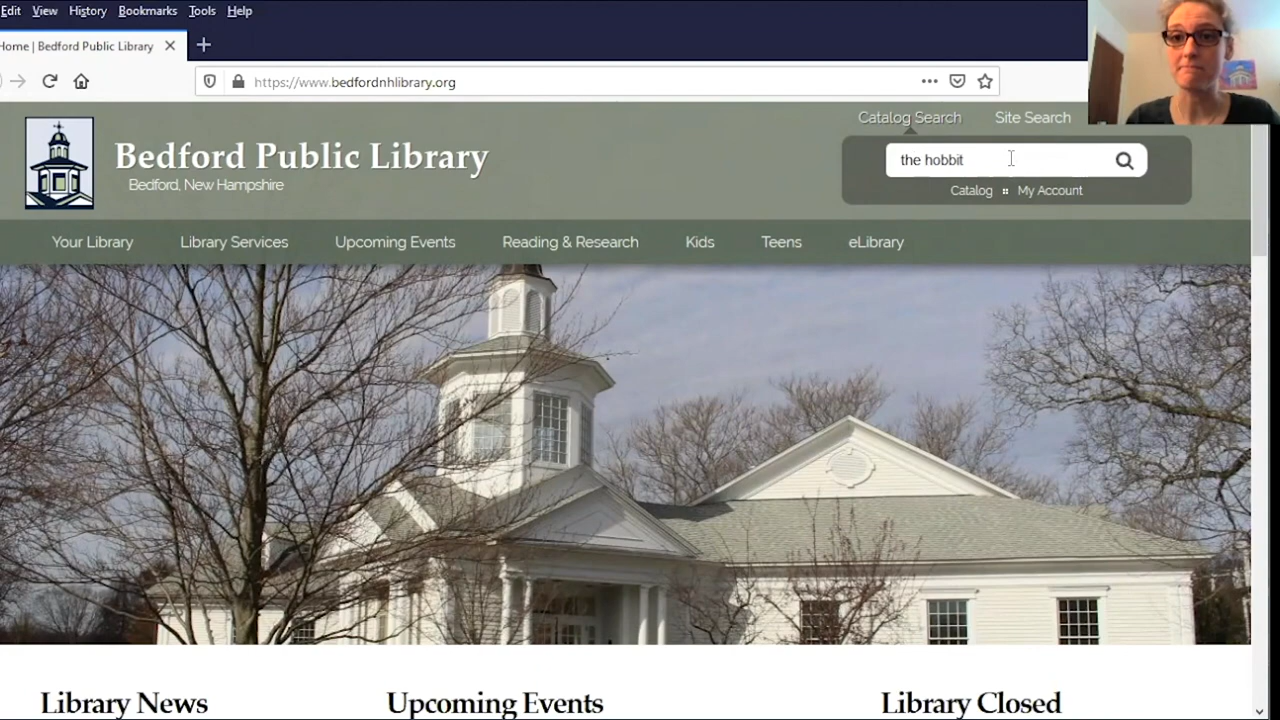 Edit View History Bookmarks Tools Help
Home | Bedford Public Library
https://www.bedfordnhlibrary.org
Catalog Search Site Search
Bedford Public Library
Bedford, New Hampshire
the hobbit
Catalog My Account
Your Library Library Services Upcoming Events Reading & Research Kids Teens eLibrary
Library News Upcoming Events Library Closed